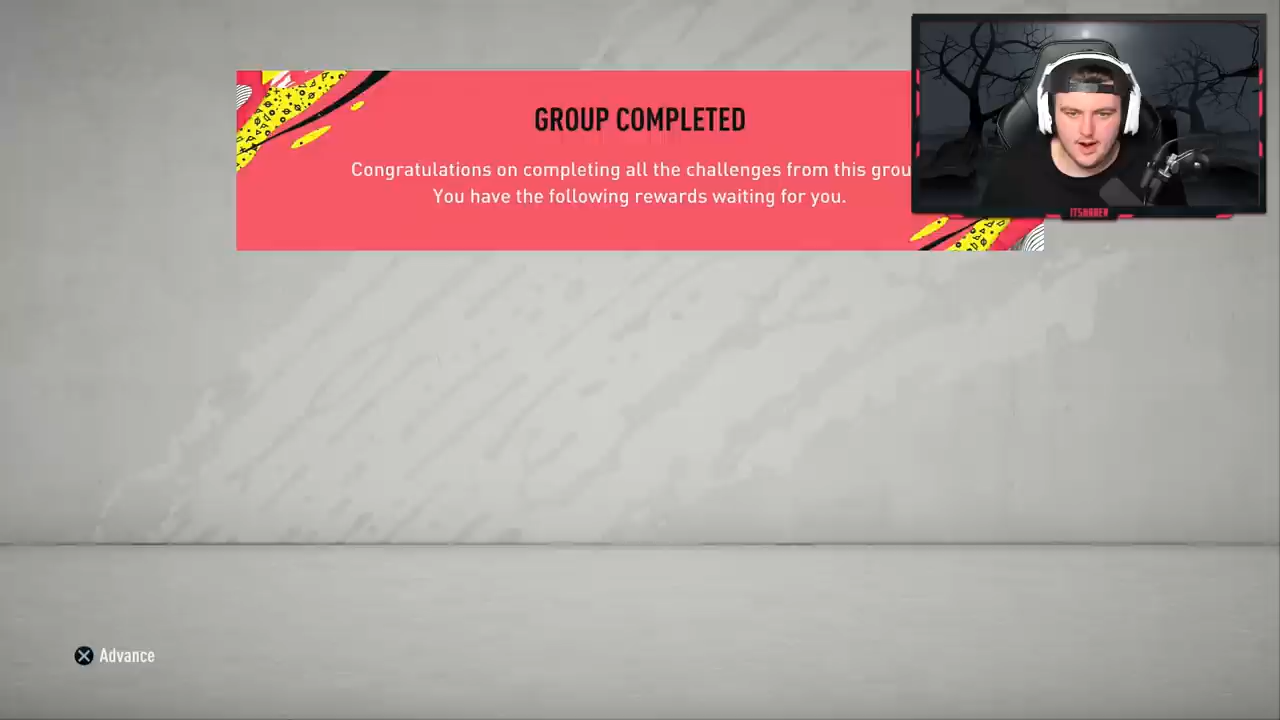 GROUP COMPLETED
Congratulations on completing all the challenges from this grou
You have the following rewards waiting for you.
Advance